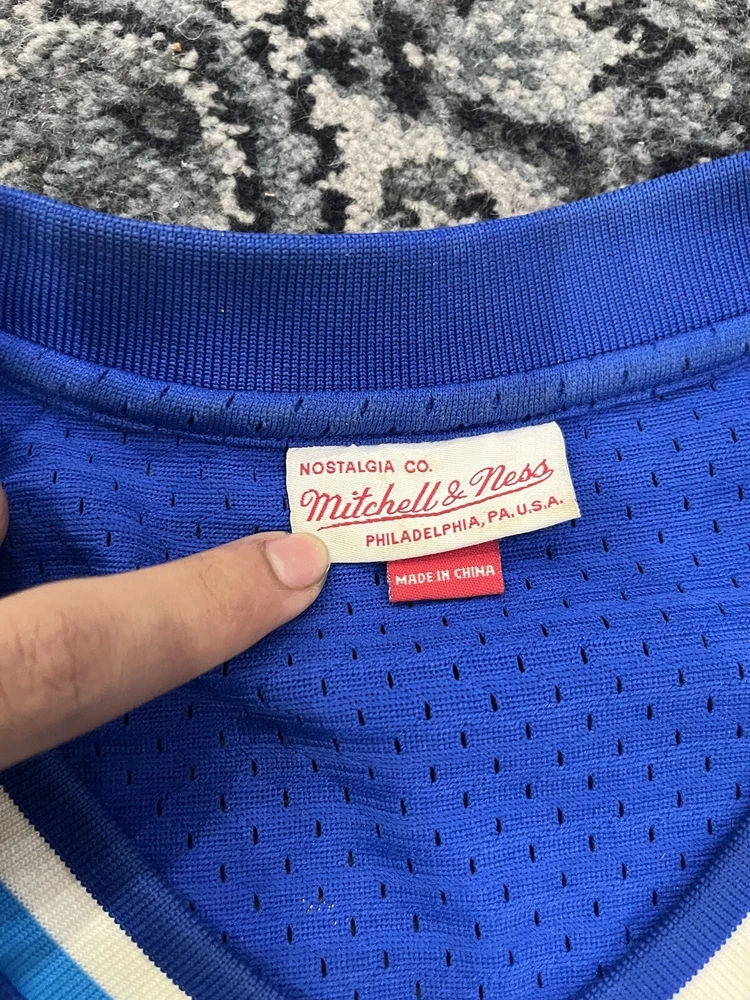 NOSTALGIA CO.
Mitchell & Ness
PHILADELPHIA, PA. U.S.A.
MADE IN CHINA